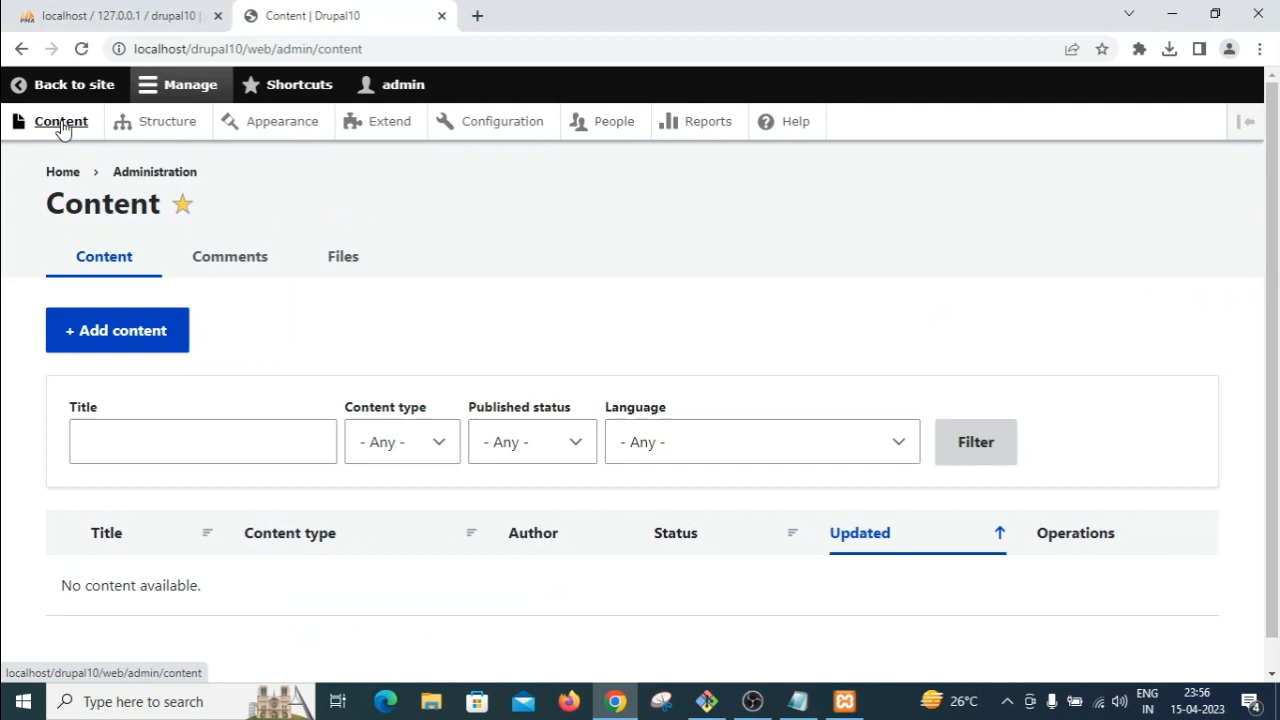 localhost / 127.0.0.1 / drupal10 |
Content | Drupal10
localhost/drupal10/web/admin/content
Back to site
Manage
Shortcuts
admin
Content
Structure
Appearance
Extend
Configuration
People
Reports
Help
Home › Administration
Content
Content
Comments
Files
+ Add content
Title
Content type
Published status
Language
- Any -
- Any -
- Any -
Filter
Title
Content type
Author
Status
Updated
Operations
No content available.
localhost/drupal10/web/admin/content
Type here to search
26°C
ENG
IN
23:56
15-04-2023
4